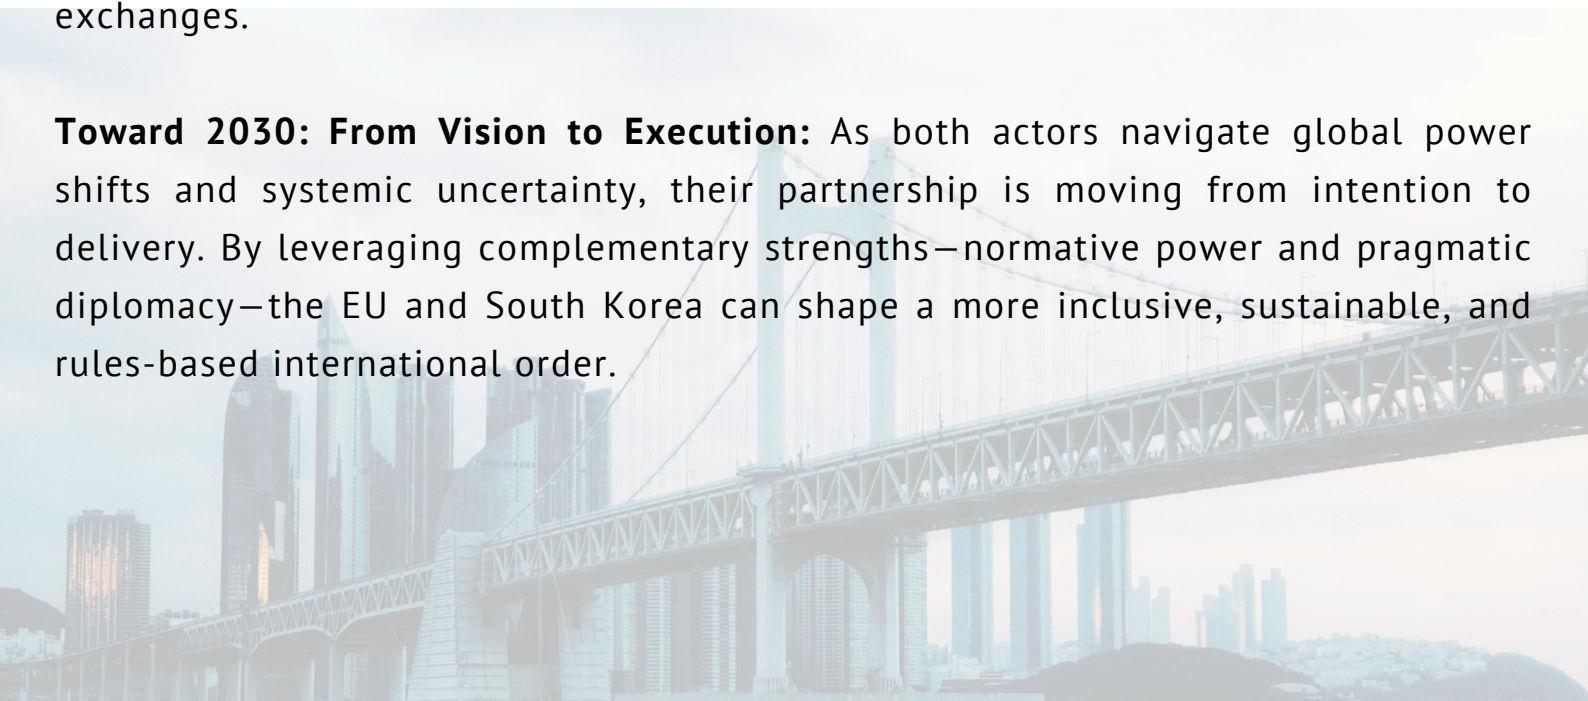 exchanges.
Toward 2030: From Vision to Execution: As both actors navigate global power
shifts and systemic uncertainty, their partnership is moving from intention to
delivery. By leveraging complementary strengths—normative power and pragmatic
diplomacy—the EU and South Korea can shape a more inclusive, sustainable, and
rules-based international order.